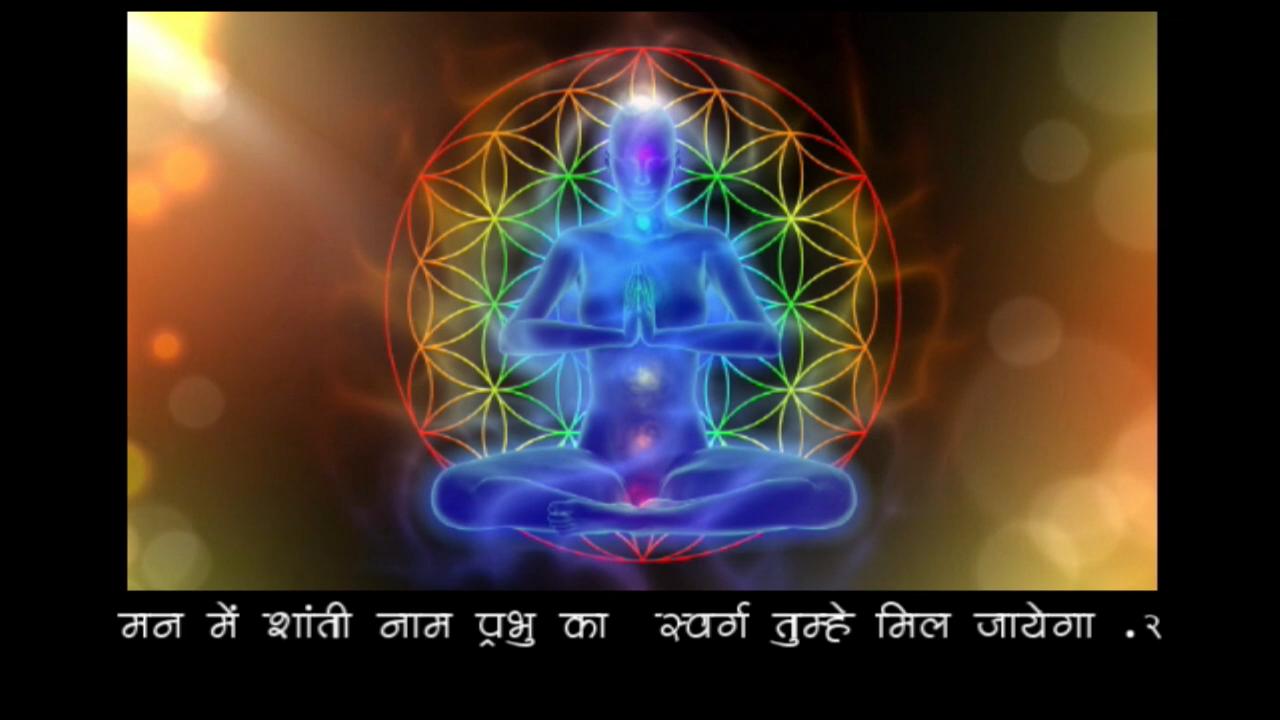 मन में शांती नाम प्रभु का स्वर्ग तुम्हे मिल जायेगा .२